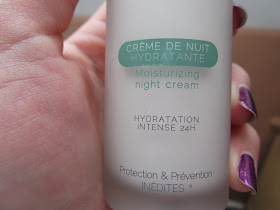 CRÈME DE NUIT
HYDRATANTE
Moisturizing
night cream
HYDRATATION
INTENSE 24H
Protection & Prévention
INÉDITES *